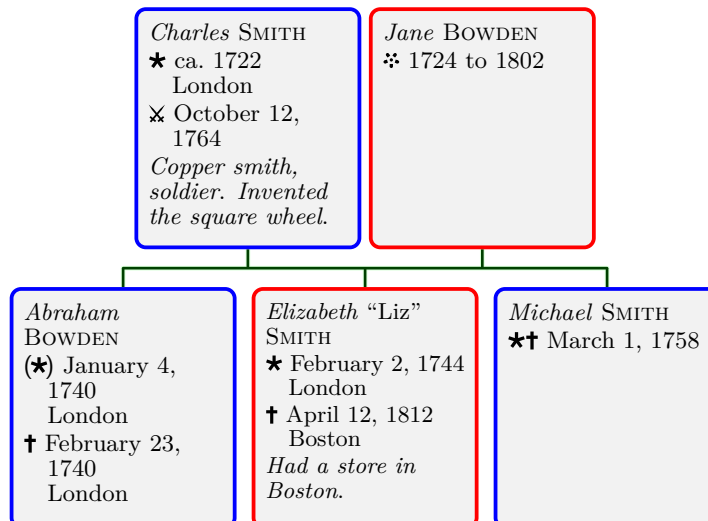 Charles SMITH
★ ca. 1722
London
⚔ October 12,
1764
Copper smith,
soldier. Invented
the square wheel.
Jane BOWDEN
⁘ 1724 to 1802
Abraham
BOWDEN
(★) January 4,
1740
London
✝ February 23,
1740
London
Elizabeth “Liz”
SMITH
★ February 2, 1744
London
✝ April 12, 1812
Boston
Had a store in
Boston.
Michael SMITH
★✝ March 1, 1758